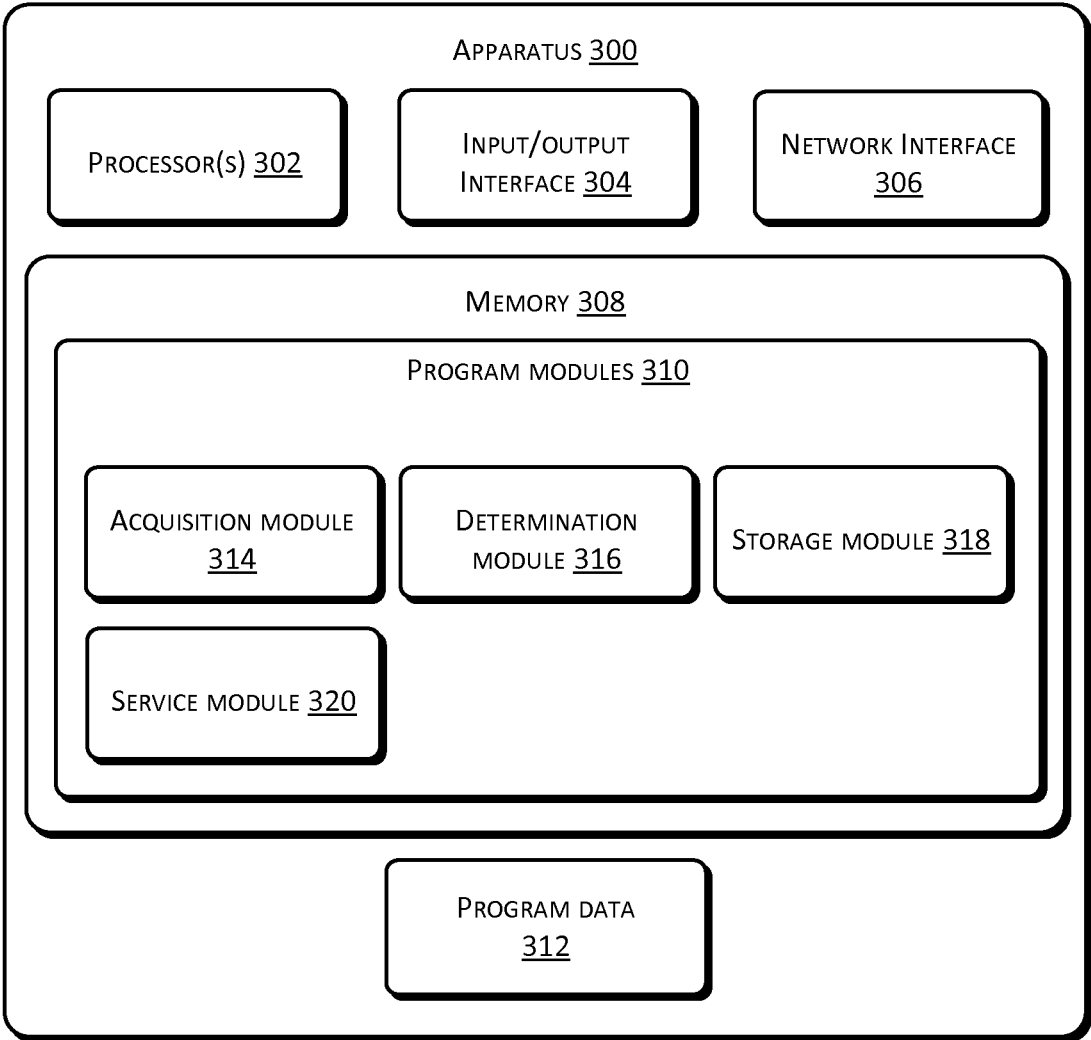 APPARATUS 300
PROCESSOR(S) 302
INPUT/OUTPUT
INTERFACE 304
NETWORK INTERFACE
306
MEMORY 308
PROGRAM MODULES 310
ACQUISITION MODULE
314
DETERMINATION
MODULE 316
STORAGE MODULE 318
SERVICE MODULE 320
PROGRAM DATA
312